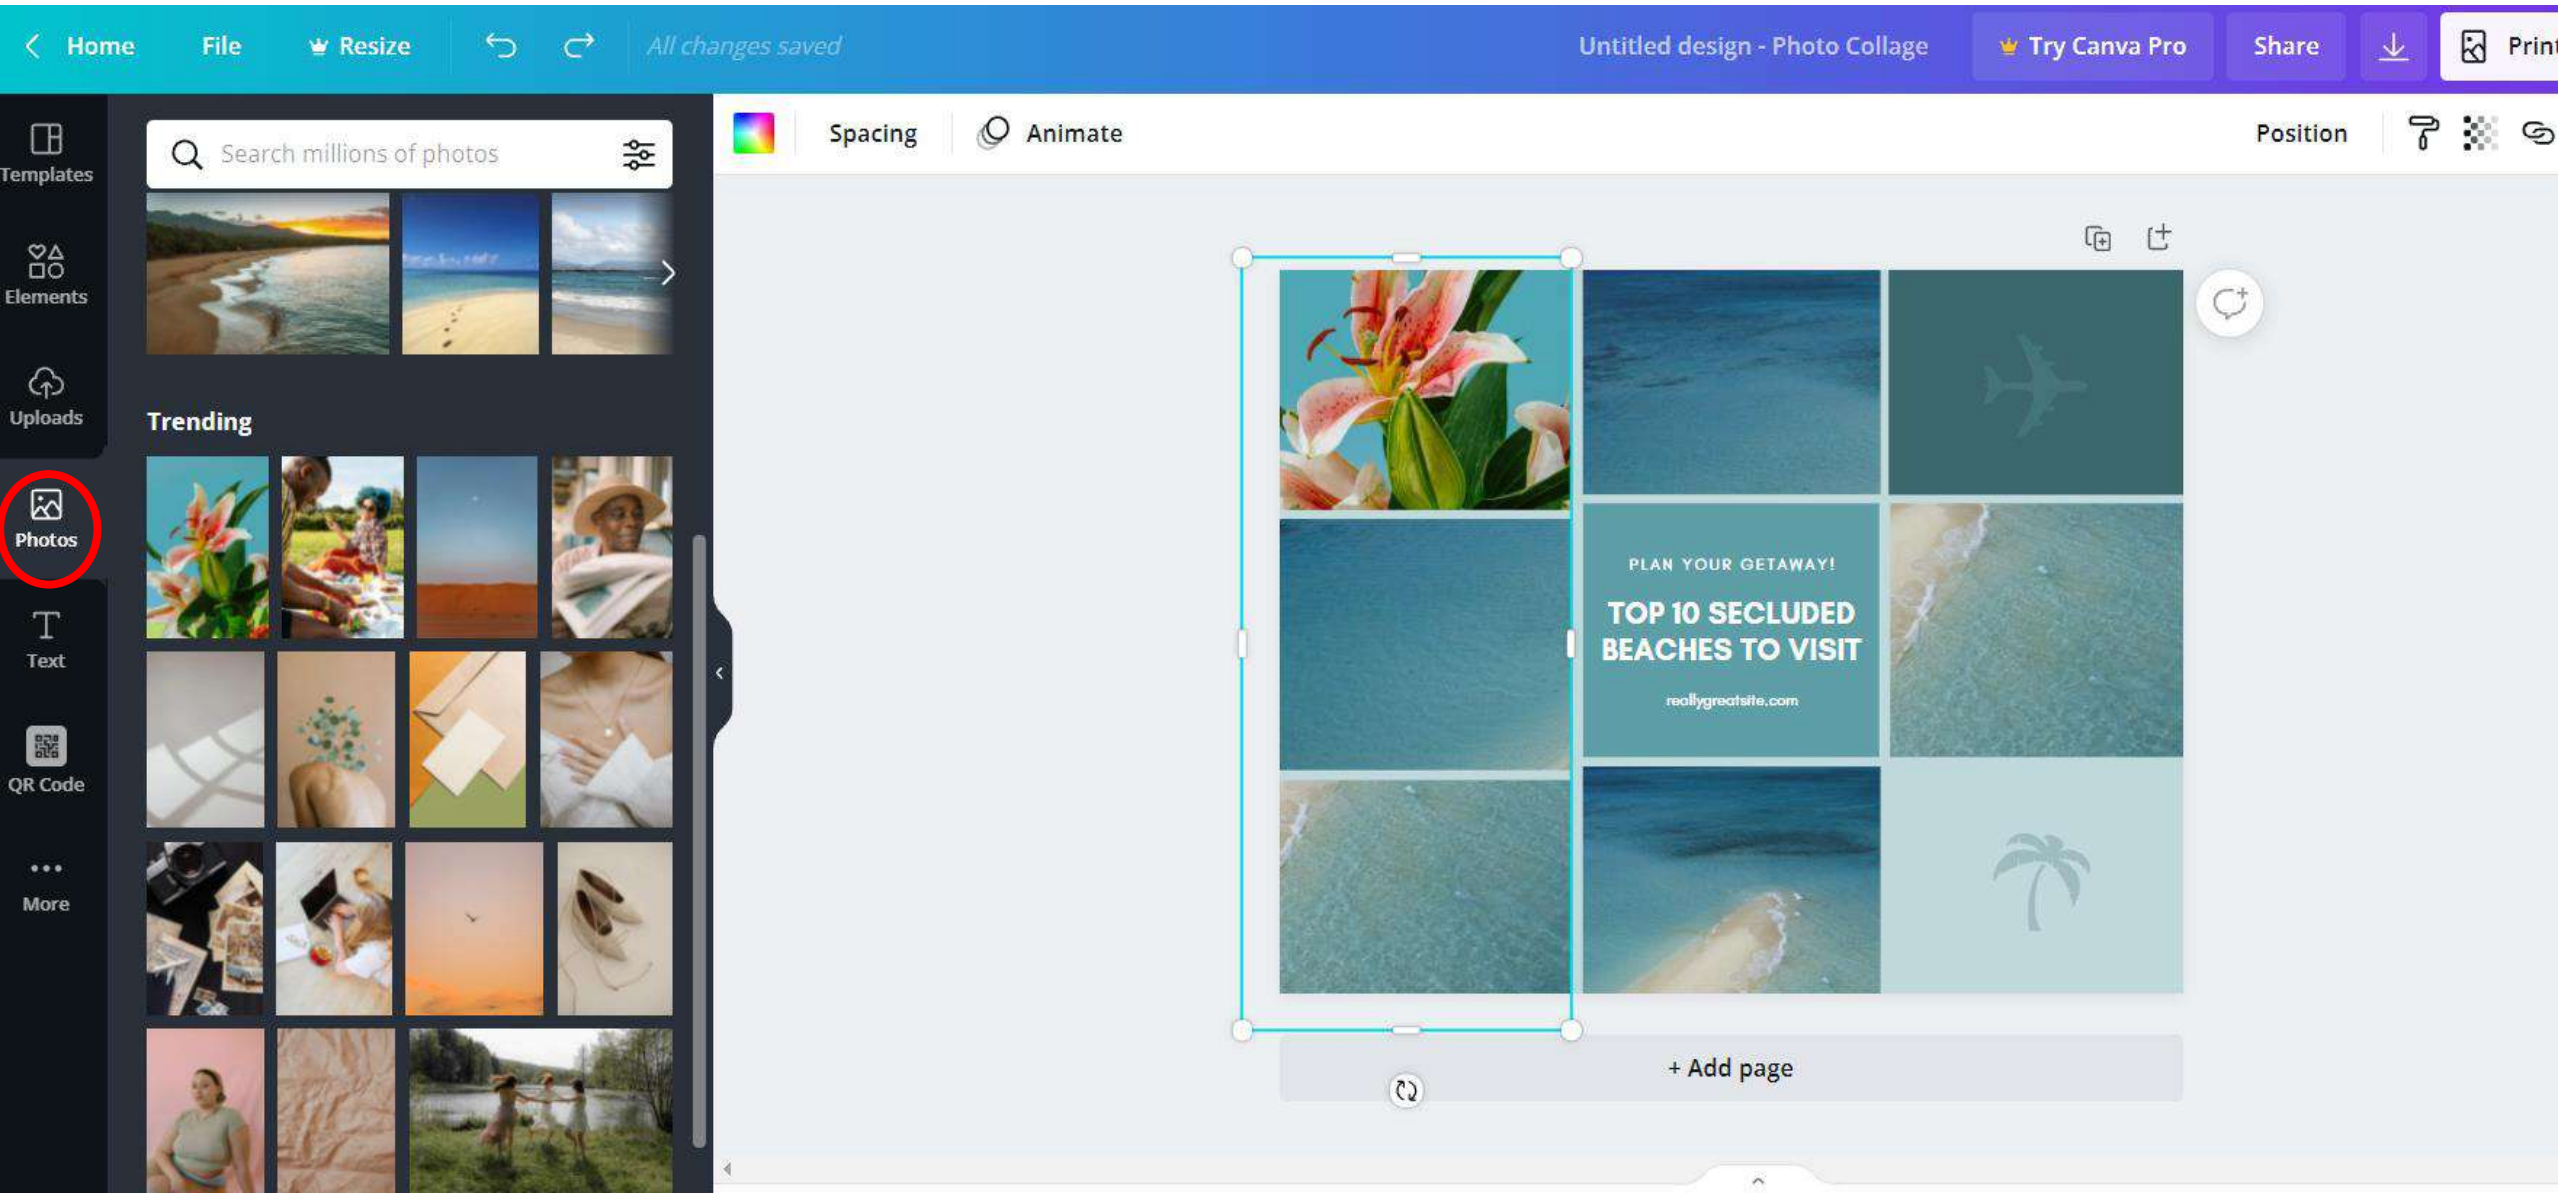 Home
File
Resize
All changes saved
Untitled design - Photo Collage
Try Canva Pro
Share
Print
Templates
Elements
Uploads
Photos
Text
QR Code
More
Search millions of photos
Trending
Spacing
Animate
Position
PLAN YOUR GETAWAY!
TOP 10 SECLUDED
BEACHES TO VISIT
reallygreatsite.com
+ Add page